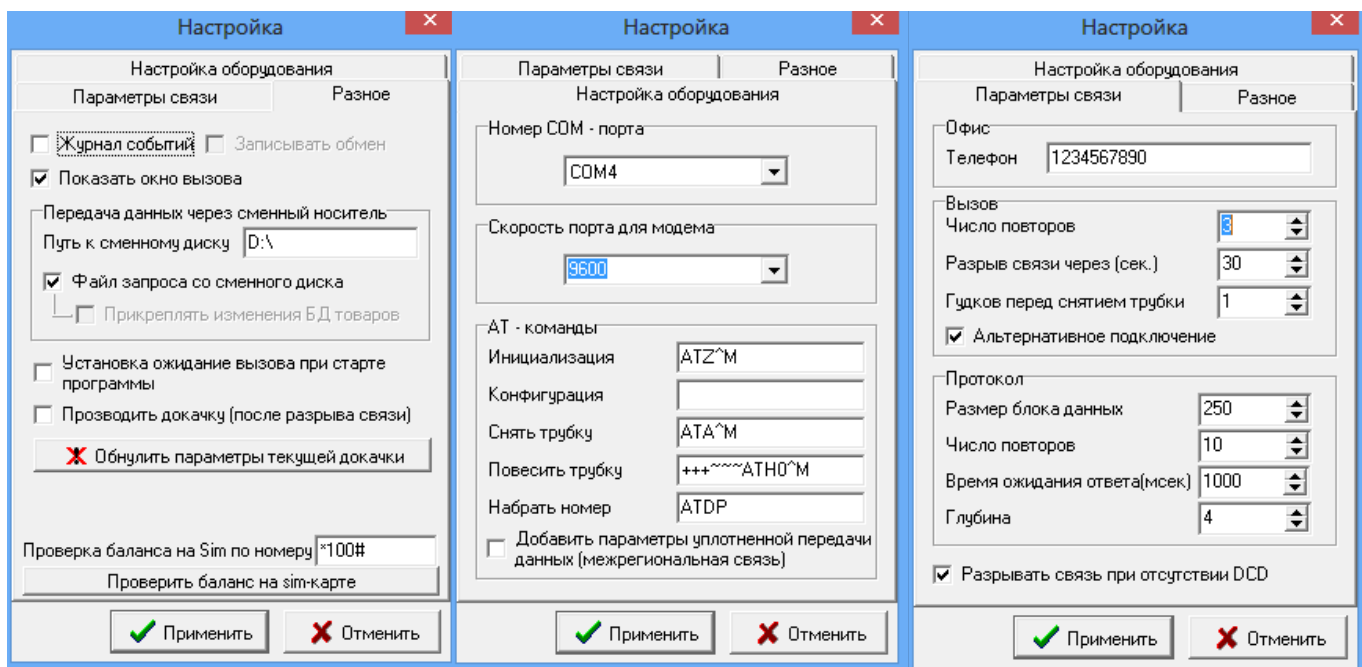 Настройка
Настройка оборудования
Параметры связи
Разное
Журнал событий
Записывать обмен
Показать окно вызова
Передача данных через сменный носитель
Путь к сменному диску D:\
Файл запроса со сменного диска
Прикреплять изменения БД товаров
Установка ожидание вызова при старте
программы
Прозводить докачку (после разрыва связи)
Обнулить параметры текущей докачки
Проверка баланса на Sim по номеру *100#
Проверить баланс на sim-карте
Применить
Отменить
Настройка
Параметры связи
Разное
Настройка оборудования
Номер COM - порта
COM4
Скорость порта для модема
9600
AT - команды
Инициализация ATZ^M
Конфигурация
Снять трубку ATA^M
Повесить трубку +++~~~ATH0^M
Набрать номер ATDP
Добавить параметры уплотненной передачи
данных (межрегиональная связь)
Применить
Отменить
Настройка
Настройка оборудования
Параметры связи
Разное
Офис
Телефон 1234567890
Вызов
Число повторов 3
Разрыв связи через (сек.) 30
Гудков перед снятием трубки 1
Альтернативное подключение
Протокол
Размер блока данных 250
Число повторов 10
Время ожидания ответа(мсек) 1000
Глубина 4
Разрывать связь при отсутствии DCD
Применить
Отменить